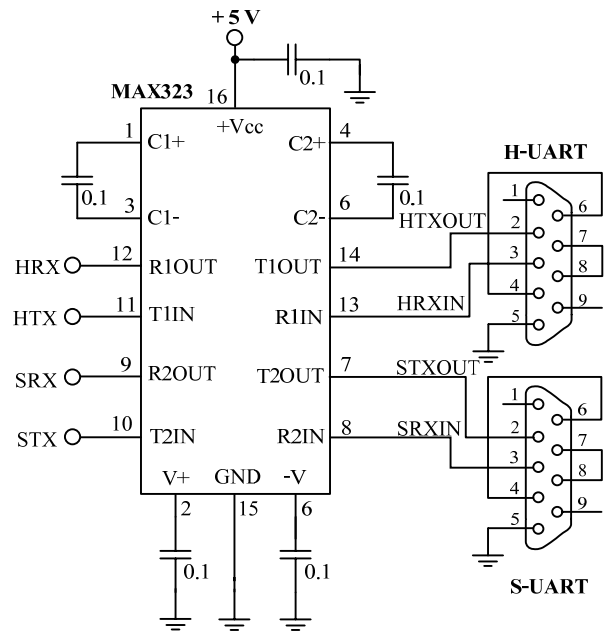 +5 V
0.1
MAX323
16
+Vcc
1
C1+
C2+
4
0.1
0.1
3
C1-
C2-
6
HRX
12
R1OUT
T1OUT
14
HTXOUT
HTX
11
T1IN
R1IN
13
HRXIN
SRX
9
R2OUT
T2OUT
7
STXOUT
STX
10
T2IN
R2IN
8
SRXIN
V+
GND
-V
2
15
6
0.1
0.1
H-UART
1
6
2
7
3
8
4
9
5
1
6
2
7
3
8
4
9
5
S-UART